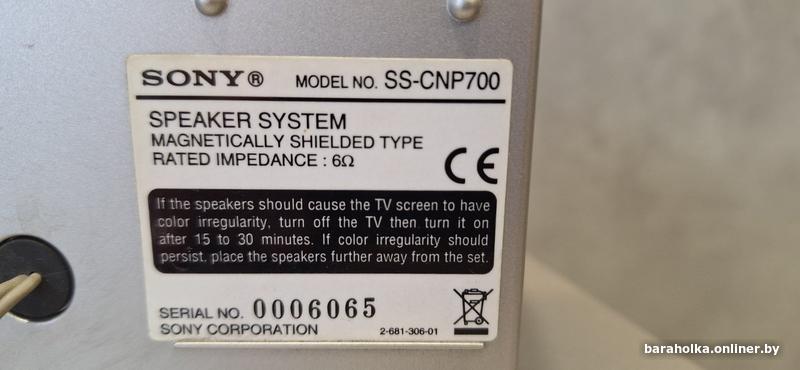 SONY® MODEL NO. SS-CNP700
SPEAKER SYSTEM
MAGNETICALLY SHIELDED TYPE
RATED IMPEDANCE : 6Ω
CE
If the speakers should cause the TV screen to have
color irregularity, turn off the TV then turn it on
after 15 to 30 minutes. If color irregularity should
persist, place the speakers further away from the set.
SERIAL NO. 0006065
SONY CORPORATION 2-681-306-01
baraholka.onliner.by